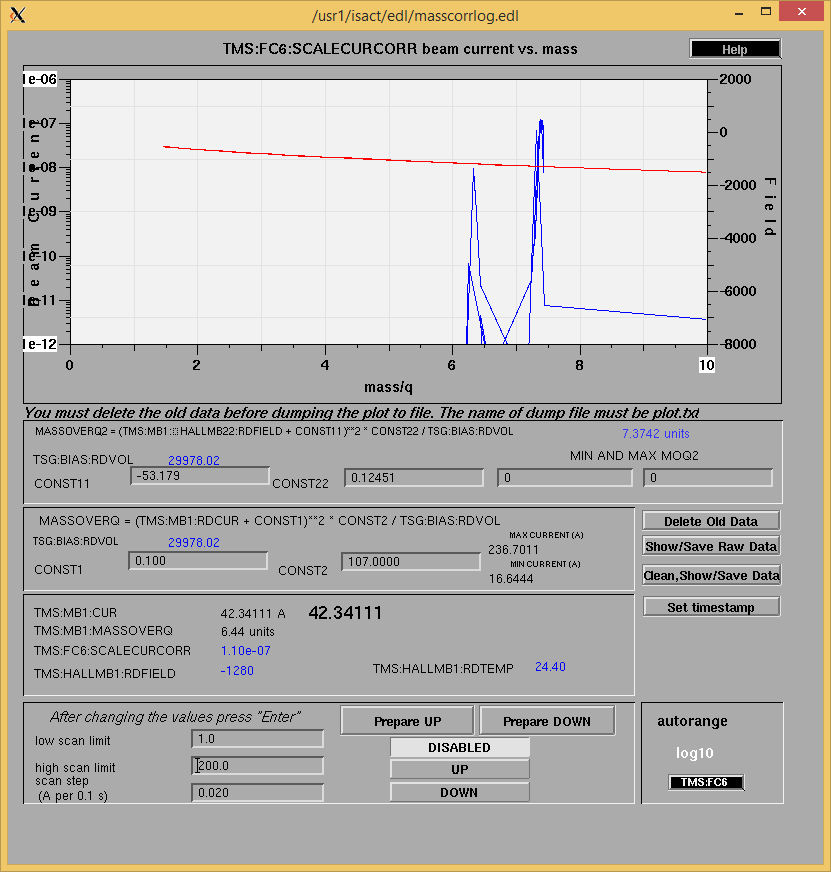 /usr1/isact/edl/masscorrlog.edl
TMS:FC6:SCALECURCORR beam current vs. mass
Help
1e-06
1e-07
1e-08
1e-09
1e-10
1e-11
1e-12
Beam Current
2000
0
-2000
-4000
-6000
-8000
Field
0 2 4 6 8 10
mass/q
You must delete the old data before dumping the plot to file. The name of dump file must be plot.txt
MASSOVERQ2 = (TMS:MB1: HALLMB22:RDFIELD + CONST11)**2 * CONST22 / TSG:BIAS:RDVOL
7.3742 units
TSG:BIAS:RDVOL 29978.02 MIN AND MAX MOQ2
CONST11 -53.179 CONST22 0.12451 0 0
MASSOVERQ = (TMS:MB1:RDCUR + CONST1)**2 * CONST2 / TSG:BIAS:RDVOL
TSG:BIAS:RDVOL 29978.02
MAX CURRENT (A)
236.7011
CONST1 0.100 CONST2 107.0000
MIN CURRENT (A)
16.6444
Delete Old Data
Show/Save Raw Data
Clean,Show/Save Data
Set timestamp
TMS:MB1:CUR 42.34111 A 42.34111
TMS:MB1:MASSOVERQ 6.44 units
TMS:FC6:SCALECURCORR 1.10e-07
TMS:HALLMB1:RDFIELD -1280 TMS:HALLMB1:RDTEMP 24.40
After changing the values press "Enter"
low scan limit 1.0
high scan limit 200.0
scan step
(A per 0.1 s) 0.020
Prepare UP Prepare DOWN
DISABLED
UP
DOWN
autorange
log10
TMS:FC6